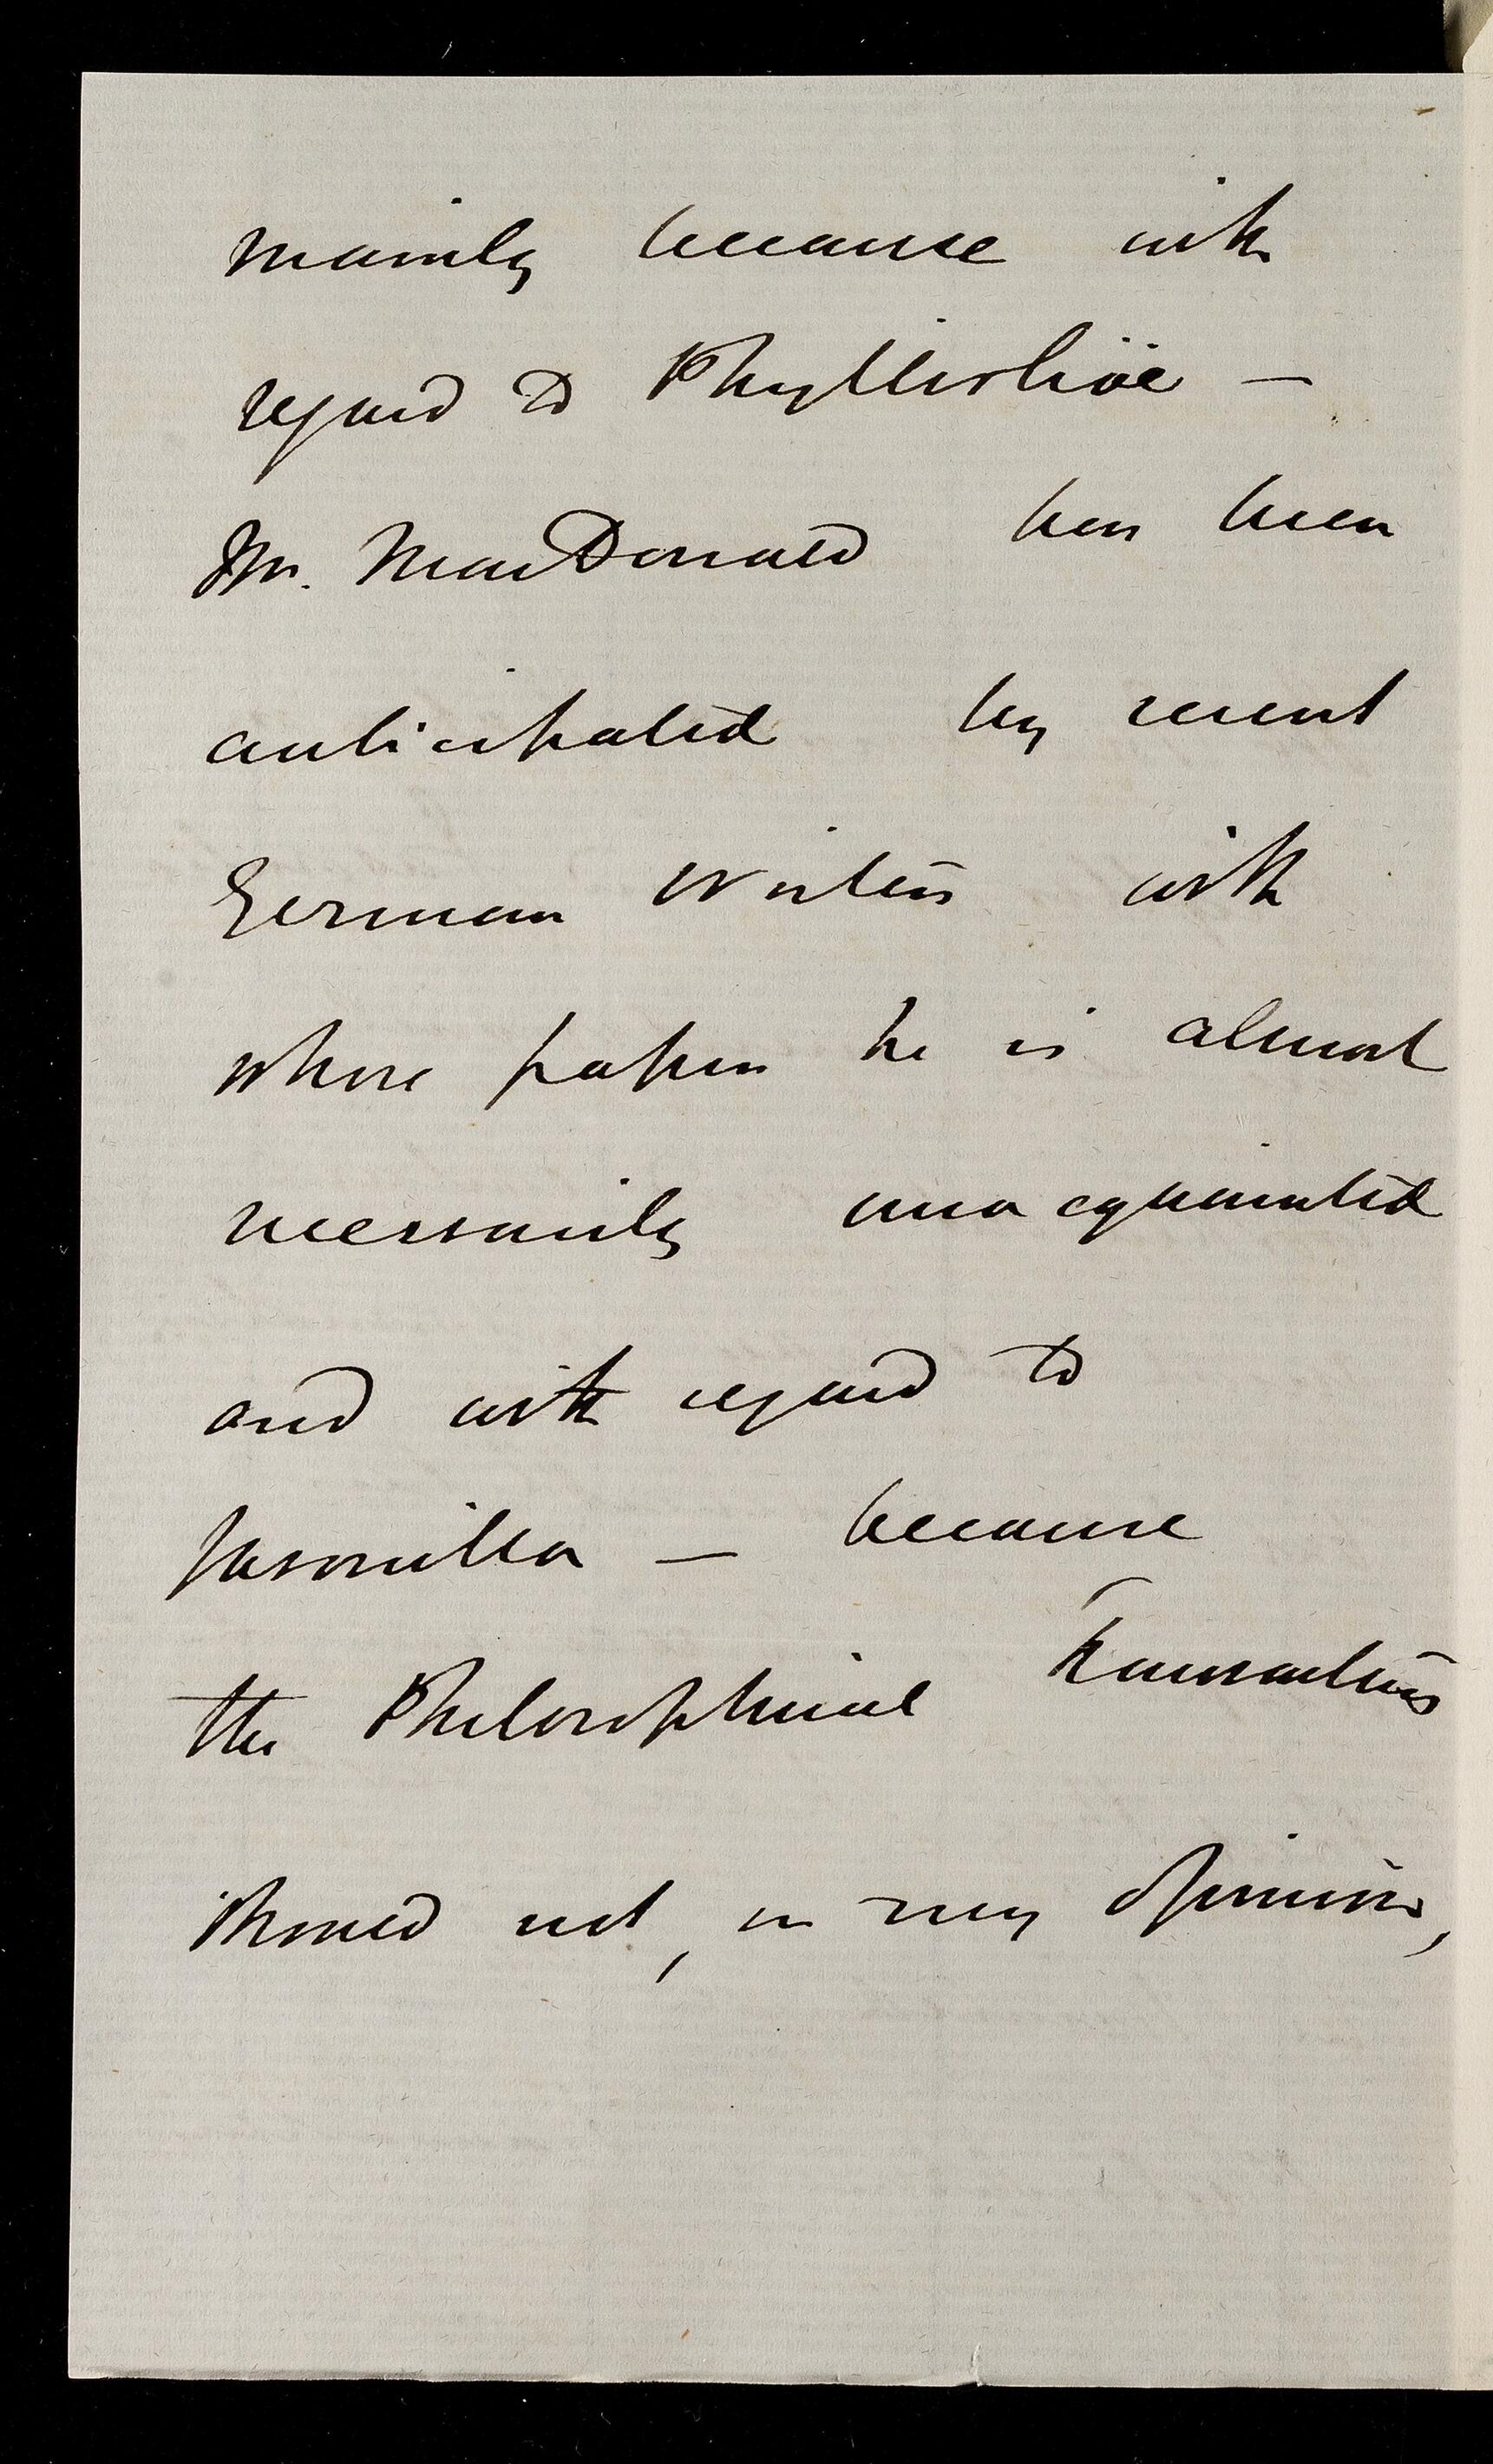 mainly because with
regard to Phyllirhöe —
Mr. MacDonald has been
anticipated by recent
German writers with
whose papers he is almost
necessarily unacquainted
and with regard to
— because
the Philosophical Transactions
should not, in my opinion,